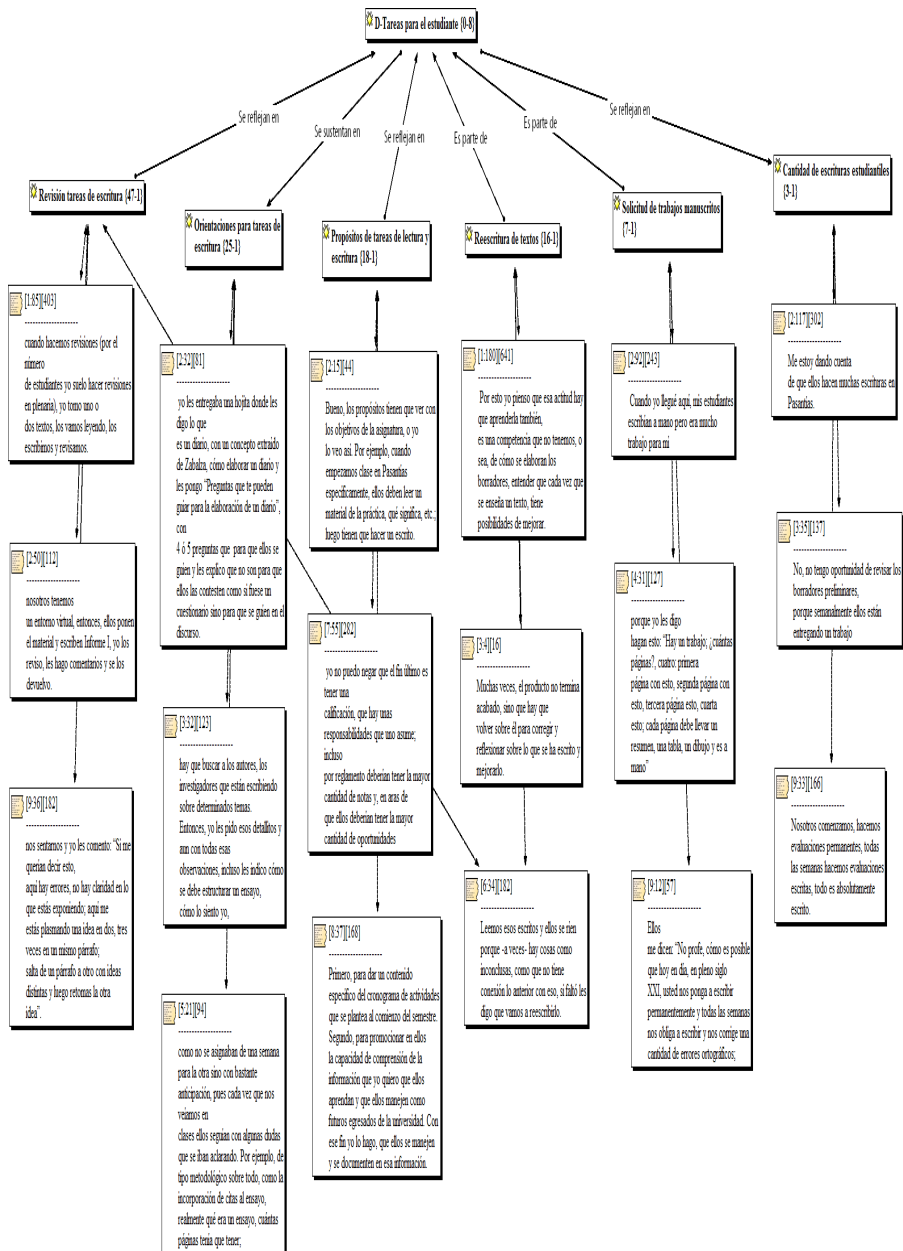 D-Tareas para el estudiante {0-8}
Se reflejan en
Se sustentan en
Se reflejan en
Es parte de
Es parte de
Se reflejan en
Revisión tareas de escritura {47-1}
Orientaciones para tareas de
escritura {25-1}
Propósitos de tareas de lectura y
escritura {18-1}
Reescritura de textos {16-1}
Solicitud de trabajos manuscritos
{7-1}
Cantidad de escrituras estudiantiles
{3-1}
[1:85][403]
--------------------
cuando hacemos revisiones (por el
número
de estudiantes yo suelo hacer revisiones
en plenaria), yo tomo uno o
dos textos, los vamos leyendo, los
escribimos y revisamos.
[2:50][112]
--------------------
nosotros tenemos
un entorno virtual, entonces, ellos ponen
el material y escriben Informe I, yo los
reviso, les hago comentarios y se los
devuelvo.
[9:36][182]
--------------------
nos sentamos y yo les comento: “Si me
querían decir esto,
aquí hay errores, no hay claridad en lo
que estás exponiendo; aquí me
estás plasmando una idea en dos, tres
veces en un mismo párrafo;
salta de un párrafo a otro con ideas
distintas y luego retomas la otra
idea”.
[2:32][81]
--------------------
yo les entregaba una hojita donde les
digo lo que
es un diario, con un concepto extraído
de Zabalza, cómo elaborar un diario y
les pongo “Preguntas que te pueden
guiar para la elaboración de un diario”,
con
4 ó 5 preguntas que para que ellos se
guíen y les explico que no son para que
ellos las contesten como si fuese un
cuestionario sino para que se guíen en el
discurso.
[3:32][123]
--------------------
hay que buscar a los autores, los
investigadores que están escribiendo
sobre determinados temas.
Entonces, yo les pido esos detallitos y
aun con todas esas
observaciones, incluso les indico cómo
se debe estructurar un ensayo,
cómo lo siento yo,
[5:21][94]
--------------------
como no se asignaban de una semana
para la otra sino con bastante
anticipación, pues cada vez que nos
veíamos en
clases ellos seguían con algunas dudas
que se iban aclarando. Por ejemplo, de
tipo metodológico sobre todo, como la
incorporación de citas al ensayo,
realmente qué era un ensayo, cuántas
páginas tenía que tener;
[2:15][44]
--------------------
Bueno, los propósitos tienen que ver con
los objetivos de la asignatura, o yo
lo veo así. Por ejemplo, cuando
empezamos clase en Pasantías
específicamente, ellos deben leer un
material de la práctica, qué significa, etc.;
luego tienen que hacer un escrito.
[7:55][282]
--------------------
yo no puedo negar que el fin último es
tener una
calificación, que hay unas
responsabilidades que uno asume;
incluso
por reglamento deberían tener la mayor
cantidad de notas y, en aras de
que ellos deberían tener la mayor
cantidad de oportunidades
[8:37][168]
--------------------
Primero, para dar un contenido
específico del cronograma de actividades
que se plantea al comienzo del semestre.
Segundo, para promocionar en ellos
la capacidad de comprensión de la
información que yo quiero que ellos
aprendan y que ellos manejen como
futuros egresados de la universidad. Con
ese fin yo lo hago, que ellos se manejen
y se documenten en esa información.
[1:180][641]
--------------------
Por esto yo pienso que esa actitud hay
que aprenderla también,
es una competencia que no tenemos, o
sea, de cómo se elaboran los
borradores, entender que cada vez que
se enseña un texto, tiene
posibilidades de mejorar.
[3:4][16]
--------------------
Muchas veces, el producto no termina
acabado, sino que hay que
volver sobre él para corregir y
reflexionar sobre lo que se ha escrito y
mejorarlo.
[6:34][182]
--------------------
Leemos esos escritos y ellos se ríen
porque -a veces- hay cosas como
inconclusas, como que no tiene
conexión lo anterior con eso, si faltó les
digo que vamos a reescribirlo.
[2:92][243]
--------------------
Cuando yo llegué aquí, mis estudiantes
escribían a mano pero era mucho
trabajo para mí
[4:31][127]
--------------------
porque yo les digo
hagan esto: “Hay un trabajo; ¿cuántas
páginas?, cuatro: primera
página con esto, segunda página con
esto, tercera página esto, cuarta
esto; cada página debe llevar un
resumen, una tabla, un dibujo y es a
mano”
[9:12][57]
--------------------
Ellos
me dicen: “No profe, cómo es posible
que hoy en día, en pleno siglo
XXI, usted nos ponga a escribir
permanentemente y todas las semanas
nos obliga a escribir y nos corrige una
cantidad de errores ortográficos;
[2:117][302]
--------------------
Me estoy dando cuenta
de que ellos hacen muchas escrituras en
Pasantías.
[3:35][137]
--------------------
No, no tengo oportunidad de revisar los
borradores preliminares,
porque semanalmente ellos están
entregando un trabajo
[9:33][166]
--------------------
Nosotros comenzamos, hacemos
evaluaciones permanentes, todas
las semanas hacemos evaluaciones
escritas, todo es absolutamente
escrito.